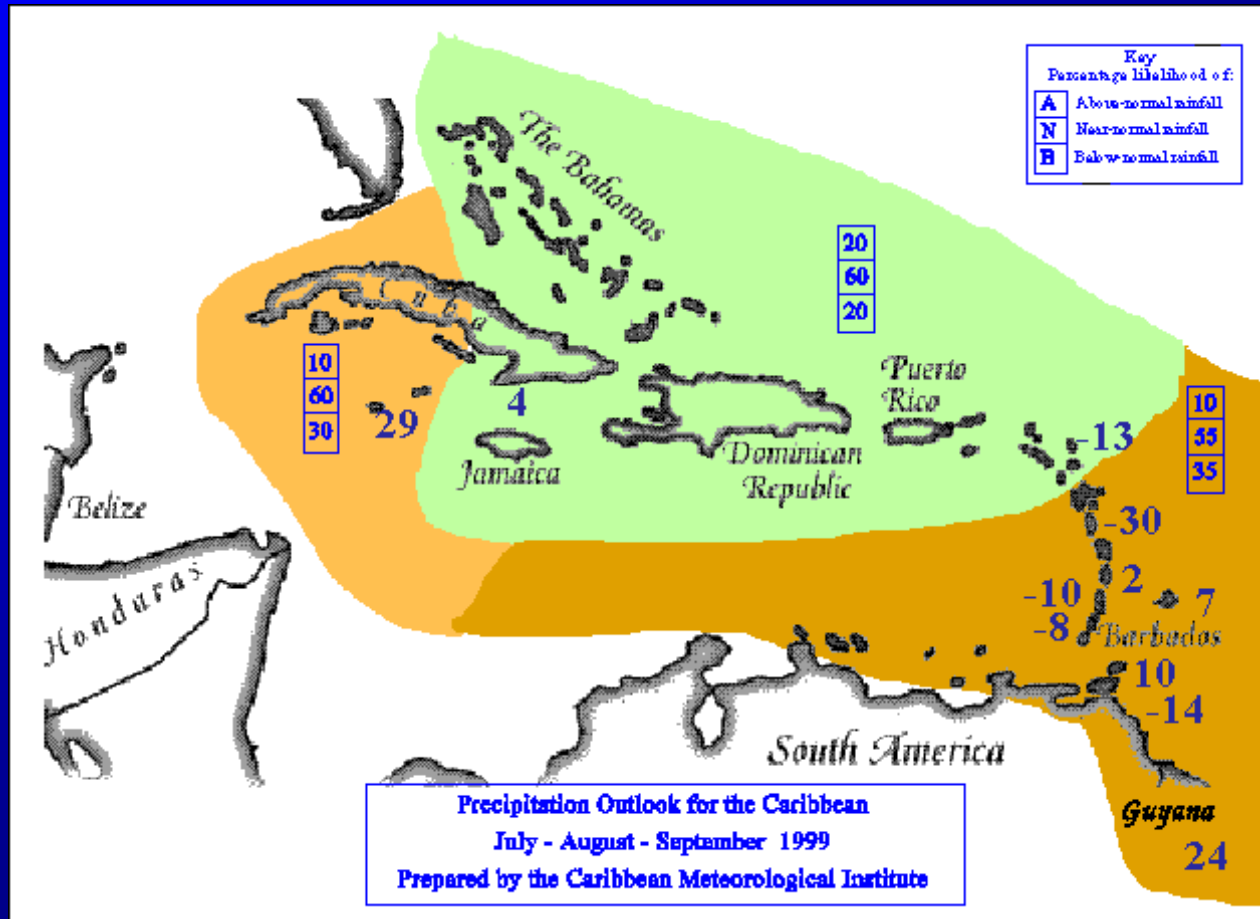 Key
Percentage likelihood of:
A Above-normal rainfall
N Near-normal rainfall
B Below-normal rainfall
The Bahamas
20
60
20
Cuba
10
60
30
29
4
Puerto
Rico
10
55
35
-13
Jamaica
Dominican
Republic
Belize
-30
Honduras
2
-10
7
-8
Barbados
10
-14
South America
Guyana
24
Precipitation Outlook for the Caribbean
July - August - September 1999
Prepared by the Caribbean Meteorological Institute